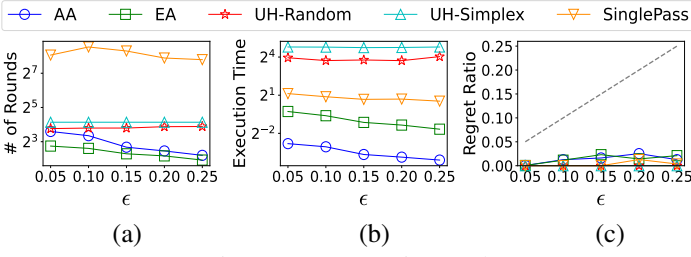 AA EA UH-Random UH-Simplex SinglePass
# of Rounds
2^7
2^5
2^3
0.05 0.10 0.15 0.20 0.25
ϵ
(a)
Execution Time
2^4
2^1
2^−2
0.05 0.10 0.15 0.20 0.25
ϵ
(b)
Regret Ratio
0.25
0.20
0.15
0.10
0.05
0.00
0.05 0.10 0.15 0.20 0.25
ϵ
(c)